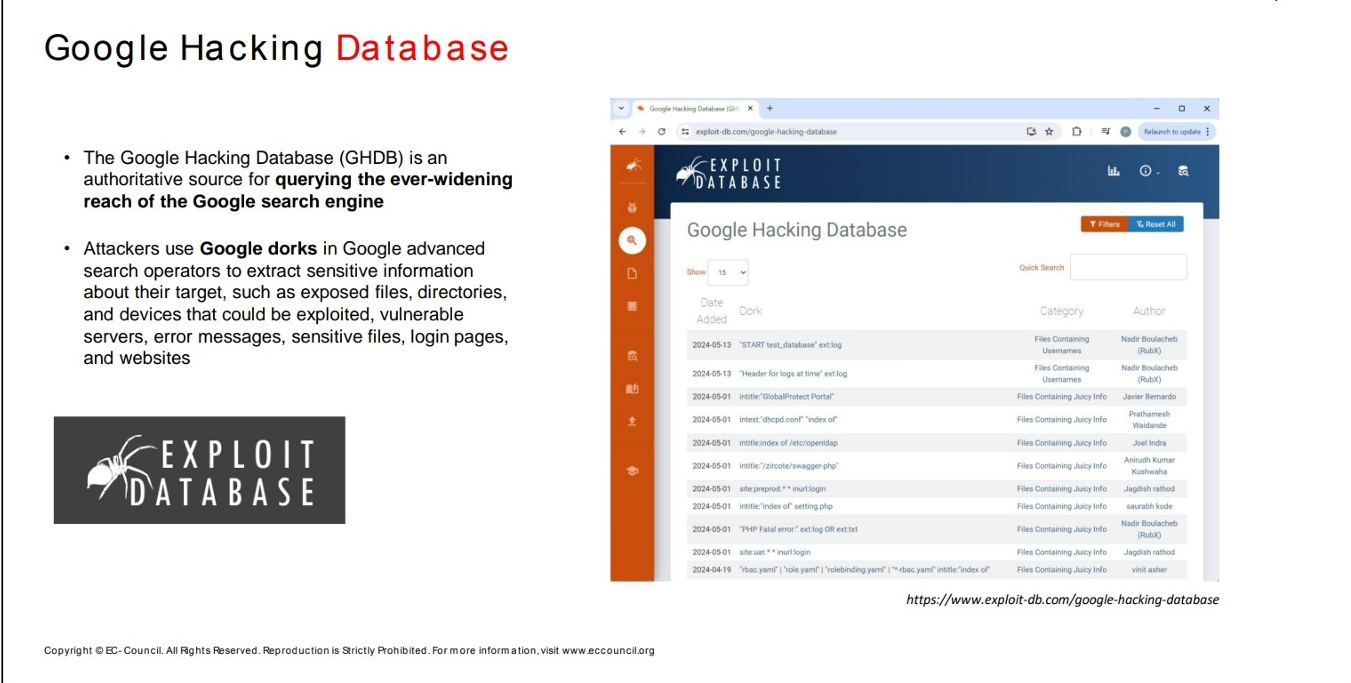 Google Hacking Database
• The Google Hacking Database (GHDB) is an
authoritative source for querying the ever-widening
reach of the Google search engine
• Attackers use Google dorks in Google advanced
search operators to extract sensitive information
about their target, such as exposed files, directories,
and devices that could be exploited, vulnerable
servers, error messages, sensitive files, login pages,
and websites
EXPLOIT
DATABASE
Google Hacking Database (GH
exploit-db.com/google-hacking-database
Relaunch to update
EXPLOIT
DATABASE
Google Hacking Database
Filters Reset All
Show 15 Quick Search
Date Added Dork Category Author
2024-05-13 "START test_database" ext:log Files Containing Usernames Nadir Boulacheb (RubX)
2024-05-13 "Header for logs at time" ext:log Files Containing Usernames Nadir Boulacheb (RubX)
2024-05-01 intitle:"GlobalProtect Portal" Files Containing Juicy Info Javier Bernardo
2024-05-01 intext:"dhcpd.conf" "index of" Files Containing Juicy Info Prathamesh Waidande
2024-05-01 intitle:index of /etc/openldap Files Containing Juicy Info Joel Indra
2024-05-01 intitle:"/zircote/swagger-php" Files Containing Juicy Info Anirudh Kumar Kushwaha
2024-05-01 site:preprod.* * inurl:login Files Containing Juicy Info Jagdish rathod
2024-05-01 intitle:"index of" setting.php Files Containing Juicy Info saurabh kode
2024-05-01 "PHP Fatal error:" ext:log OR ext:txt Files Containing Juicy Info Nadir Boulacheb (RubX)
2024-05-01 site:uat.* * inurl:login Files Containing Juicy Info Jagdish rathod
2024-04-19 "rbac.yaml" | "role.yaml" | "rolebinding.yaml" | "*-rbac.yaml" intitle:"index of" Files Containing Juicy Info vinit asher
https://www.exploit-db.com/google-hacking-database
Copyright © EC-Council. All Rights Reserved. Reproduction is Strictly Prohibited. For more information, visit www.eccouncil.org